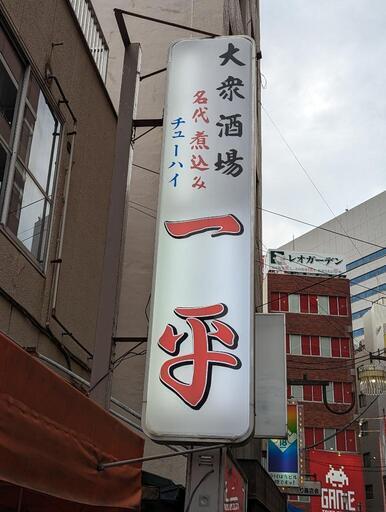 大衆酒場
名代煮込み
チューハイ
一平
レオガーデン
GAME